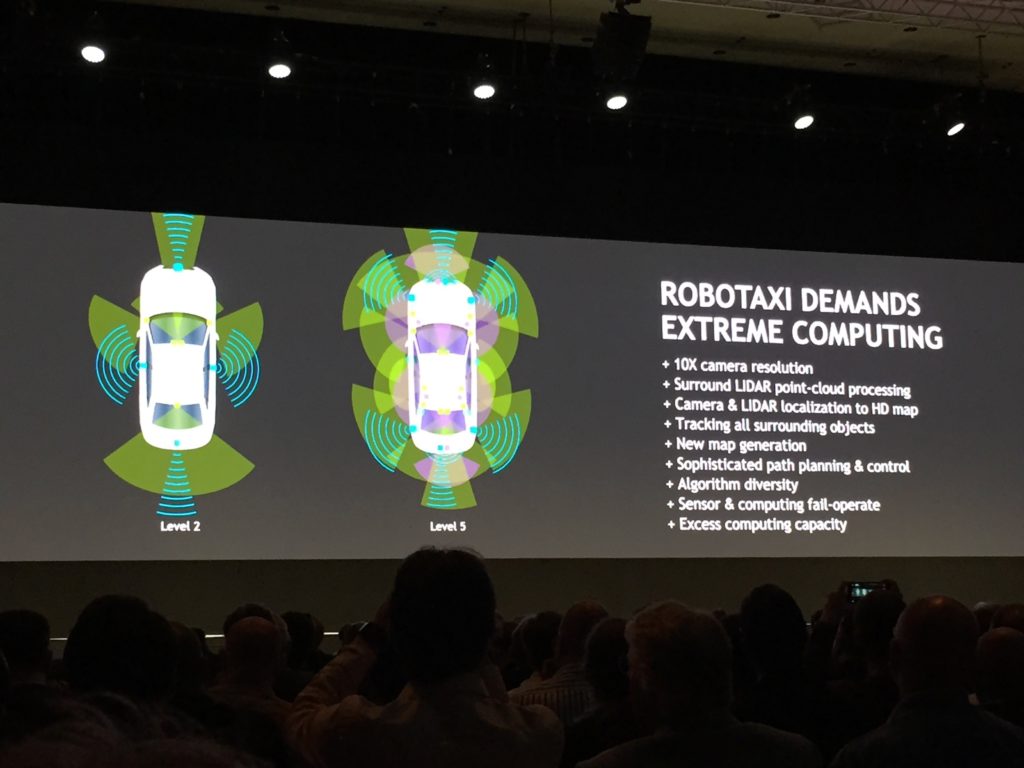 ROBOTAXI DEMANDS
EXTREME COMPUTING
+ 10X camera resolution
+ Surround LIDAR point-cloud processing
+ Camera & LIDAR localization to HD map
+ Tracking all surrounding objects
+ New map generation
+ Sophisticated path planning & control
+ Algorithm diversity
+ Sensor & computing fail-operate
+ Excess computing capacity
Level 2
Level 5